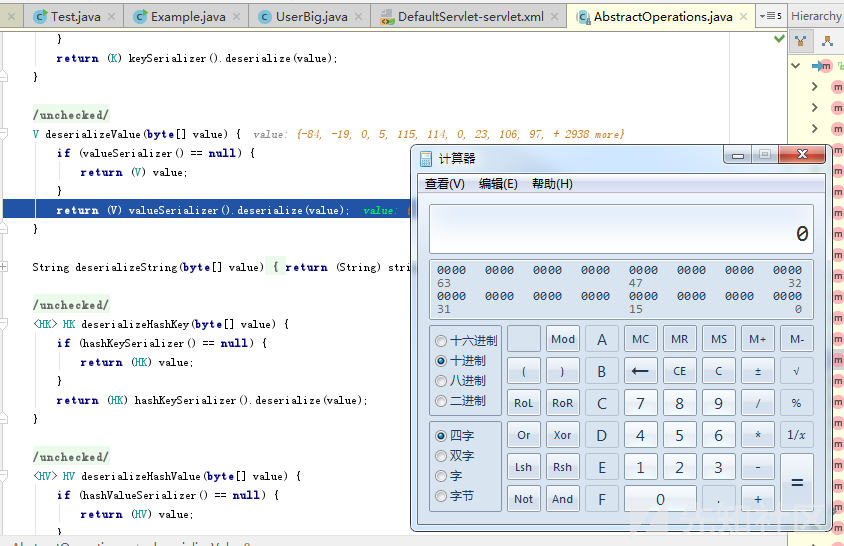 Test.java Example.java UserBig.java DefaultServlet-servlet.xml AbstractOperations.java 5 Hierarchy
}
return (K) keySerializer().deserialize(value);
}
/unchecked/
V deserializeValue(byte[] value) { value: {-84, -19, 0, 5, 115, 114, 0, 23, 106, 97, + 2938 more}
if (valueSerializer() == null) {
return (V) value;
}
return (V) valueSerializer().deserialize(value); value:
}
String deserializeString(byte[] value) { return (String)
/unchecked/
<HK> HK deserializeHashKey(byte[] value) {
if (hashKeySerializer() == null) {
return (HK) value;
}
return (HK) hashKeySerializer().deserialize(value);
}
/unchecked/
<HV> HV deserializeHashValue(byte[] value) {
if (hashValueSerializer() == null) {
return (HV) value;
}
计算器
查看(V) 编辑(E) 帮助(H)
0
0000 0000 0000 0000 0000 0000 0000 0000
63 47 32
0000 0000 0000 0000 0000 0000 0000 0000
31 15 0
十六进制 Mod A MC MR MS M+ M-
十进制 ( ) B ← CE C ± √
八进制 RoL RoR C 7 8 9 / %
二进制
四字 Or Xor D 4 5 6 * 1/x
双字 Lsh Rsh E 1 2 3 - =
字
字节 Not And F 0 . +
先知社区